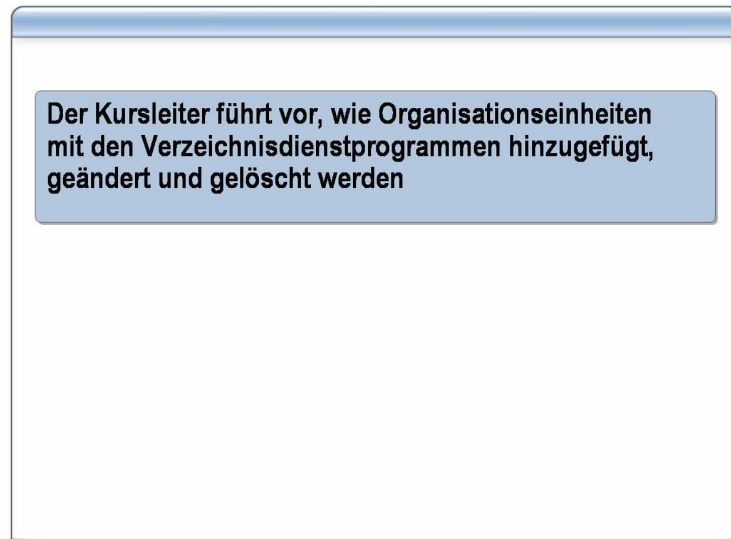 Der Kursleiter führt vor, wie Organisationseinheiten
mit den Verzeichnisdienstprogrammen hinzugefügt,
geändert und gelöscht werden